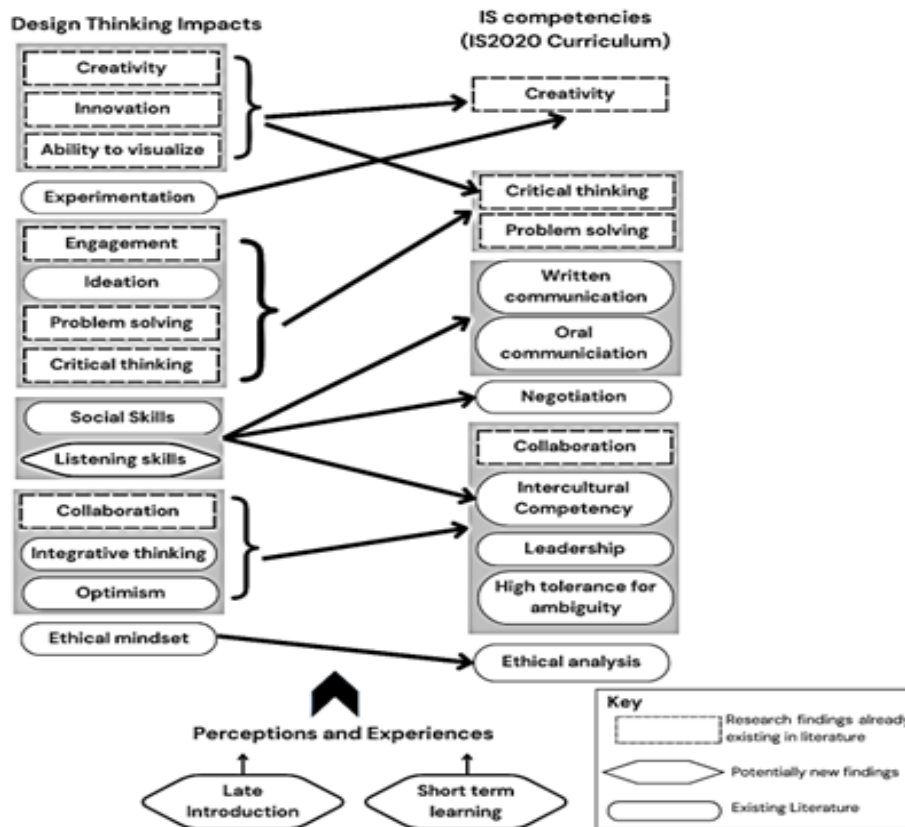 Design Thinking Impacts
Creativity
Innovation
Ability to visualize
Experimentation
Engagement
Ideation
Problem solving
Critical thinking
Social Skills
Listening skills
Collaboration
Integrative thinking
Optimism
Ethical mindset
IS competencies
(IS2020 Curriculum)
Creativity
Critical thinking
Problem solving
Written
communication
Oral
communiciation
Negotiation
Collaboration
Intercultural
Competency
Leadership
High tolerance for
ambiguity
Ethical analysis
Perceptions and Experiences
Late
Introduction
Short term
learning
Key
Research findings already
existing in literature
Potentially new findings
Existing Literature